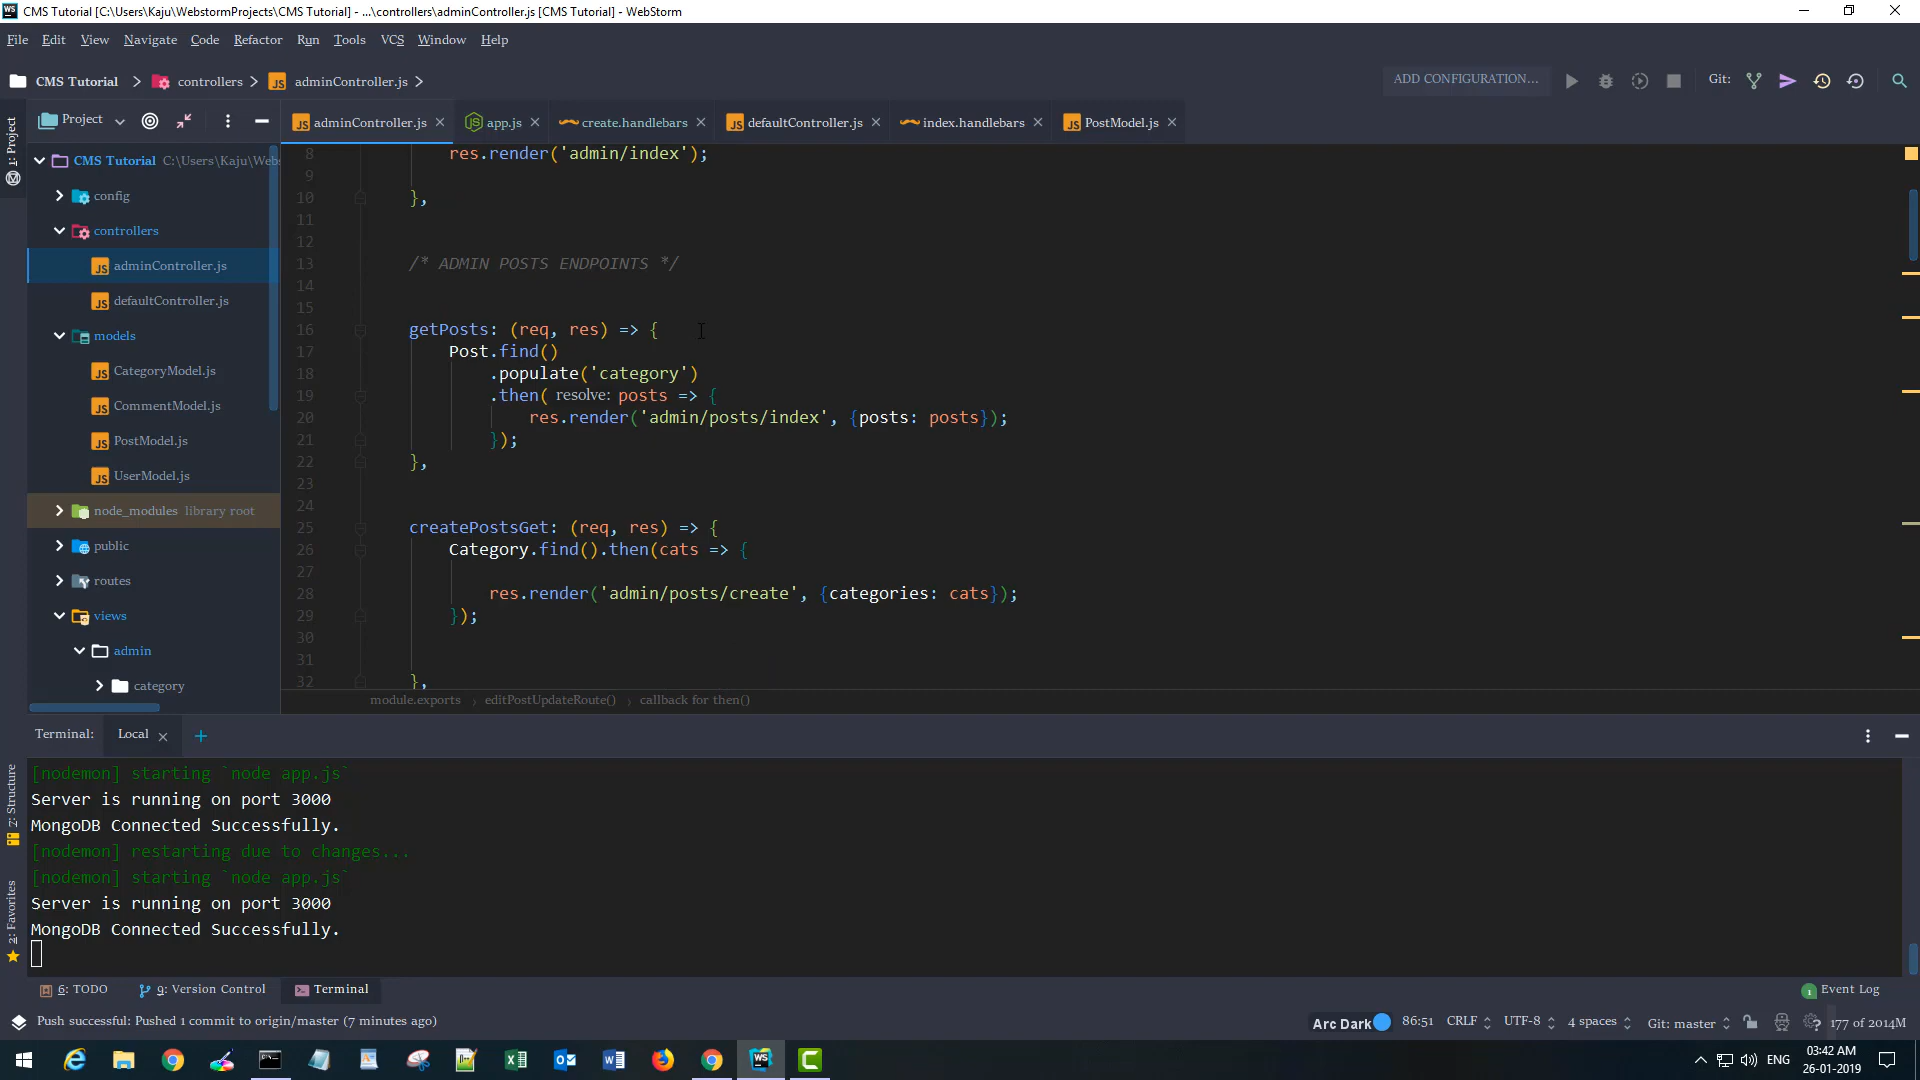 CMS Tutorial [C:\Users\Kaju\WebstormProjects\CMS Tutorial] - ...\controllers\adminController.js [CMS Tutorial] - WebStorm
File Edit View Navigate Code Refactor Run Tools VCS Window Help
CMS Tutorial controllers adminController.js ADD CONFIGURATION... Git:
1: Project
Project
adminController.js app.js create.handlebars defaultController.js index.handlebars PostModel.js
CMS Tutorial C:\Users\Kaju\Webs
config
controllers
adminController.js
defaultController.js
models
CategoryModel.js
CommentModel.js
PostModel.js
UserModel.js
node_modules library root
public
routes
views
admin
category
8 res.render('admin/index');
9
10 },
11
12
13 /* ADMIN POSTS ENDPOINTS */
14
15
16 getPosts: (req, res) => {
17 Post.find()
18 .populate('category')
19 .then( resolve: posts => {
20 res.render('admin/posts/index', {posts: posts});
21 });
22 },
23
24
25 createPostsGet: (req, res) => {
26 Category.find().then(cats => {
27
28 res.render('admin/posts/create', {categories: cats});
29 });
30
31
32 },
module.exports editPostUpdateRoute() callback for then()
Terminal: Local
[nodemon] starting `node app.js`
Server is running on port 3000
MongoDB Connected Successfully.
[nodemon] restarting due to changes...
[nodemon] starting `node app.js`
Server is running on port 3000
MongoDB Connected Successfully.
7: Structure
2: Favorites
6: TODO 9: Version Control Terminal 1 Event Log
Push successful: Pushed 1 commit to origin/master (7 minutes ago) Arc Dark 86:51 CRLF UTF-8 4 spaces Git: master 177 of 2014M
ENG 03:42 AM
26-01-2019